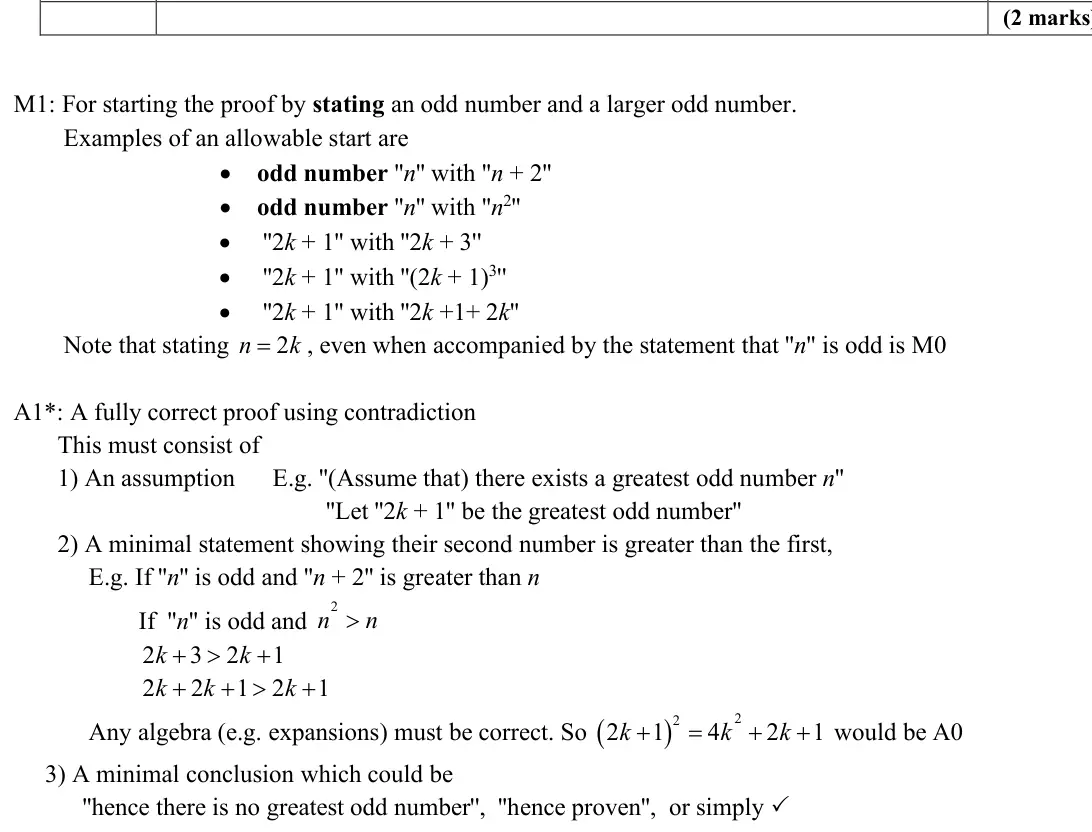 (2 marks)
M1: For starting the proof by stating an odd number and a larger odd number.
Examples of an allowable start are
• odd number "n" with "n + 2"
• odd number "n" with "n²"
• "2k + 1" with "2k + 3"
• "2k + 1" with "(2k + 1)³"
• "2k + 1" with "2k +1+ 2k"
Note that stating n = 2k , even when accompanied by the statement that "n" is odd is M0
A1*: A fully correct proof using contradiction
This must consist of
1) An assumption E.g. "(Assume that) there exists a greatest odd number n"
"Let "2k + 1" be the greatest odd number"
2) A minimal statement showing their second number is greater than the first,
E.g. If "n" is odd and "n + 2" is greater than n
If "n" is odd and n² > n
2k + 3 > 2k + 1
2k + 2k + 1 > 2k + 1
Any algebra (e.g. expansions) must be correct. So (2k + 1)² = 4k² + 2k + 1 would be A0
3) A minimal conclusion which could be
"hence there is no greatest odd number", "hence proven", or simply ✓